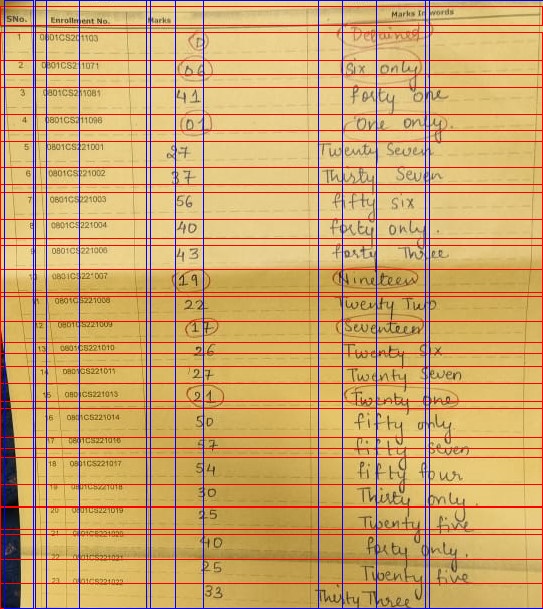 SNo. Enrollment No. Marks Marks In words
1 0801CS201103 D Detained
2 0801CS211071 06 six only
3 0801CS211081 41 forty one
4 0801CS211098 01 One only.
5 0801CS221001 27 Twenty Seven
6 0801CS221002 37 Thirty Seven
7 0801CS221003 56 fifty six
8 0801CS221004 40 forty only.
9 0801CS221006 43 forty Three
10 0801CS221007 19 Nineteen
11 0801CS221008 22 Twenty Two
12 0801CS221009 17 Seventeen
13 0801CS221010 26 Twenty Six
14 0801CS221011 27 Twenty Seven
15 0801CS221013 21 Twenty one
16 0801CS221014 50 fifty only
17 0801CS221016 57 fifty seven
18 0801CS221017 54 fifty four
19 0801CS221018 30 Thirty only.
20 0801CS221019 25 Twenty five
21 0801CS221020 40 forty only.
22 0801CS221021 25 Twenty five
23 0801CS221022 33 Thirty Three